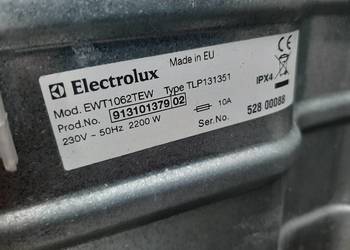 Electrolux Made in EU
Mod. EWT1062TEW Type TLP131351 IPX4
Prod.No. 913101379 02
230V ~ 50Hz 2200 W 10A
Ser.No. 528 00088